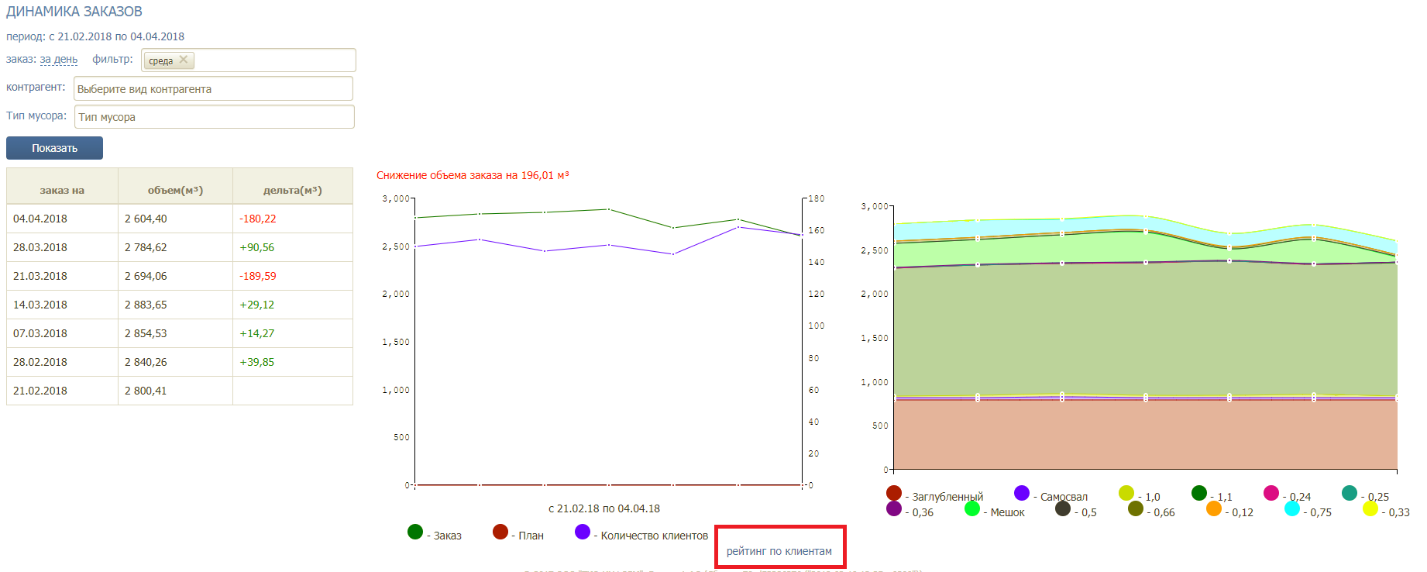 ДИНАМИКА ЗАКАЗОВ
период: с 21.02.2018 по 04.04.2018
заказ: за день фильтр: среда ×
контрагент: Выберите вид контрагента
Тип мусора: Тип мусора
Показать
заказ на объем(м³) дельта(м³)
04.04.2018 2 604,40 -180,22
28.03.2018 2 784,62 +90,56
21.03.2018 2 694,06 -189,59
14.03.2018 2 883,65 +29,12
07.03.2018 2 854,53 +14,27
28.02.2018 2 840,26 +39,85
21.02.2018 2 800,41
Снижение объема заказа на 196,01 м³
3,000 180
160
2,500
140
2,000 120
100
1,500
80
1,000 60
40
500
20
0 0
с 21.02.18 по 04.04.18
- Заказ - План - Количество клиентов
рейтинг по клиентам
3,000
2,500
2,000
1,500
1,000
500
0
- Заглубленный - Самосвал - 1,0 - 1,1 - 0,24 - 0,25
- 0,36 - Мешок - 0,5 - 0,66 - 0,12 - 0,75 - 0,33